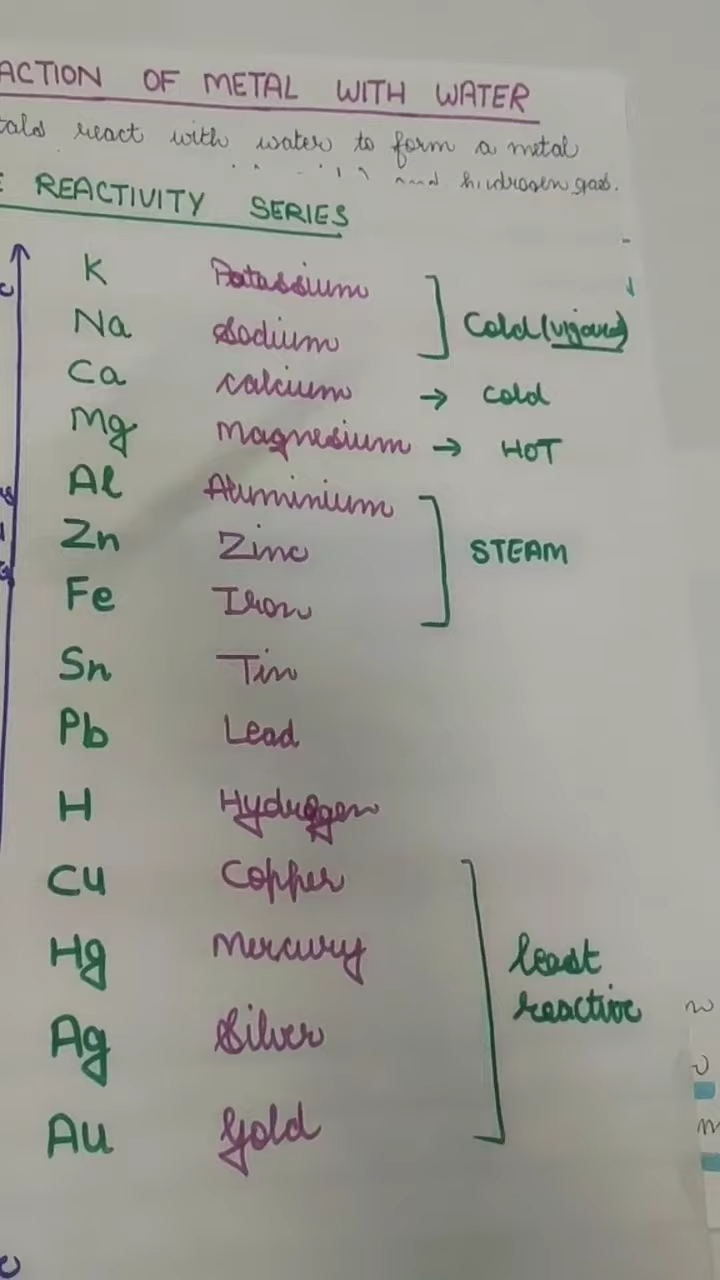 ACTION OF METAL WITH WATER
tals react with water to form a metal
and hydrogen gas.
REACTIVITY SERIES
K Potassium
Na Sodium Cold (vigorous)
Ca calcium → cold
Mg Magnesium → HOT
Al Aluminium
Zn Zinc STEAM
Fe Iron
Sn Tin
Pb Lead
H Hydrogen
Cu Copper
Hg Mercury least
Ag Silver reactive
Au Gold